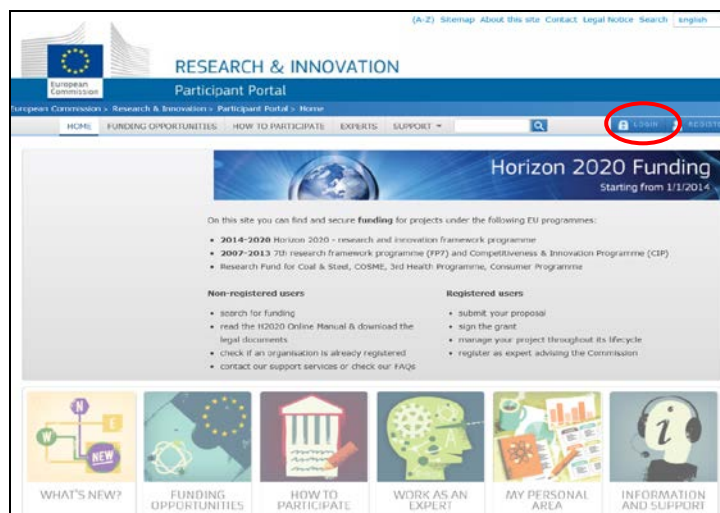 (A-Z) Sitemap About this site Contact Legal Notice Search English
European
Commission
RESEARCH & INNOVATION
Participant Portal
European Commission > Research & Innovation > Participant Portal > Home
HOME FUNDING OPPORTUNITIES HOW TO PARTICIPATE EXPERTS SUPPORT LOGIN REGISTE
Horizon 2020 Funding
Starting from 1/1/2014
On this site you can find and secure funding for projects under the following EU programmes:
• 2014-2020 Horizon 2020 - research and innovation framework programme
• 2007-2013 7th research framework programme (FP7) and Competitiveness & Innovation Programme (CIP)
• Research Fund for Coal & Steel, COSME, 3rd Health Programme, Consumer Programme
Non-registered users
• search for funding
• read the H2020 Online Manual & download the
legal documents
• check if an organisation is already registered
• contact our support services or check our FAQs
Registered users
• submit your proposal
• sign the grant
• manage your project throughout its lifecycle
• register as expert advising the Commission
N
W E
NEW
Q
A
i
WHAT'S NEW?
FUNDING
OPPORTUNITIES
HOW TO
PARTICIPATE
WORK AS AN
EXPERT
MY PERSONAL
AREA
INFORMATION
AND SUPPORT